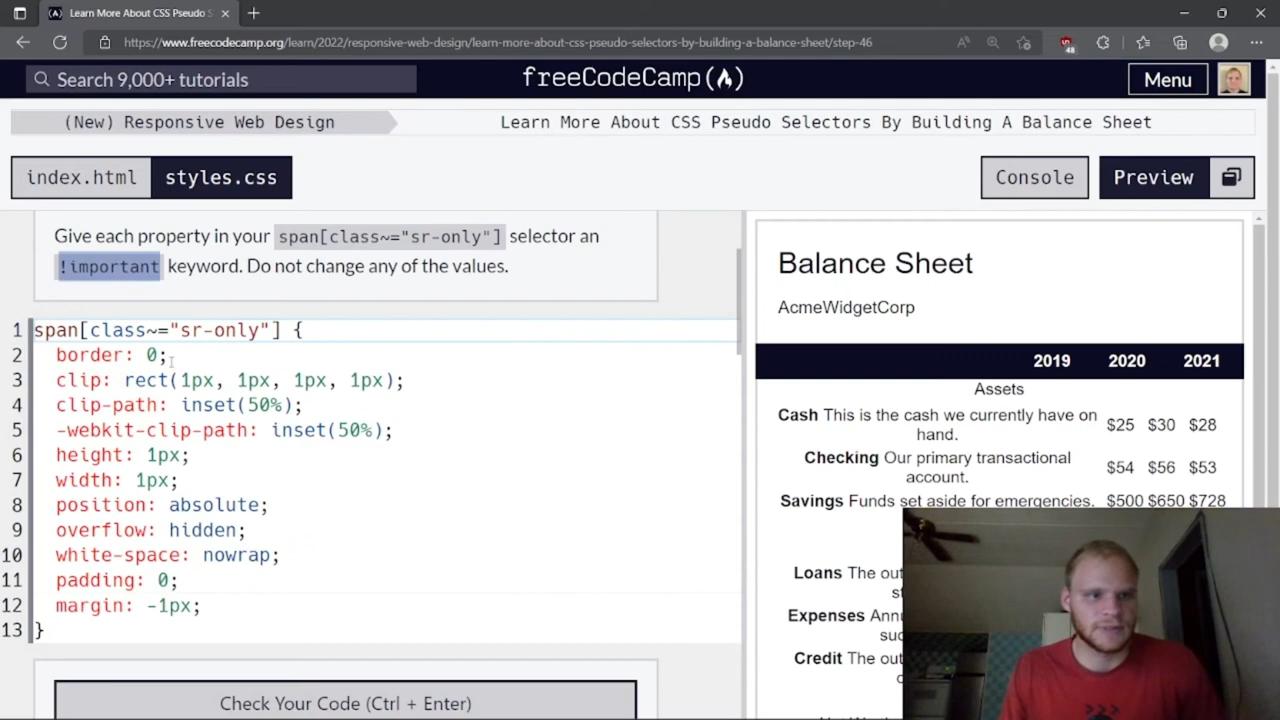 Learn More About CSS Pseudo S
https://www.freecodecamp.org/learn/2022/responsive-web-design/learn-more-about-css-pseudo-selectors-by-building-a-balance-sheet/step-46
48
Search 9,000+ tutorials
freeCodeCamp
Menu
(New) Responsive Web Design
Learn More About CSS Pseudo Selectors By Building A Balance Sheet
index.html
styles.css
Console
Preview
Give each property in your span[class~="sr-only"] selector an
!important keyword. Do not change any of the values.
1 span[class~="sr-only"] {
2 border: 0;
3 clip: rect(1px, 1px, 1px, 1px);
4 clip-path: inset(50%);
5 -webkit-clip-path: inset(50%);
6 height: 1px;
7 width: 1px;
8 position: absolute;
9 overflow: hidden;
10 white-space: nowrap;
11 padding: 0;
12 margin: -1px;
13 }
Check Your Code (Ctrl + Enter)
Balance Sheet
AcmeWidgetCorp
2019 2020 2021
Assets
Cash This is the cash we currently have on
hand.
$25 $30 $28
Checking Our primary transactional
account.
$54 $56 $53
Savings Funds set aside for emergencies. $500 $650 $728
Loans The out
Expenses Ann
suc
Credit The out